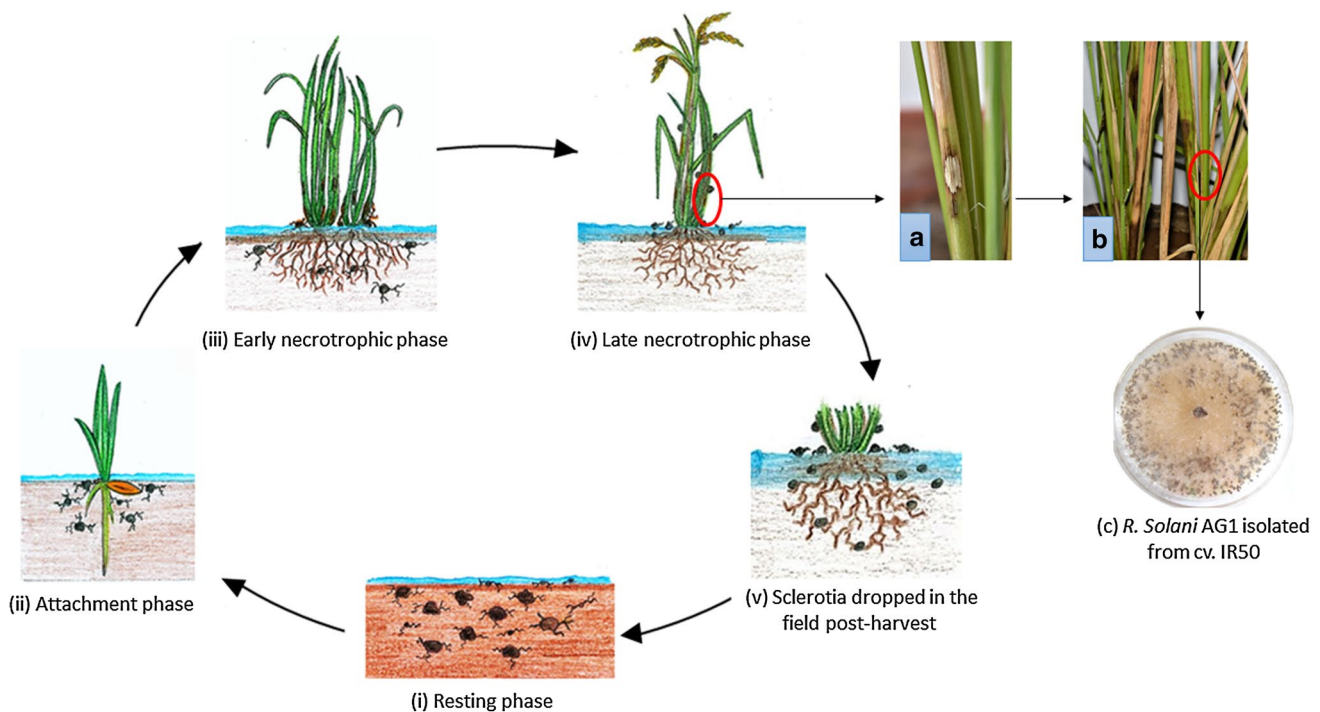 a
b
(iii) Early necrotrophic phase
(iv) Late necrotrophic phase
(c) R. Solani AG1 isolated
from cv. IR50
(ii) Attachment phase
(v) Sclerotia dropped in the
field post-harvest
(i) Resting phase